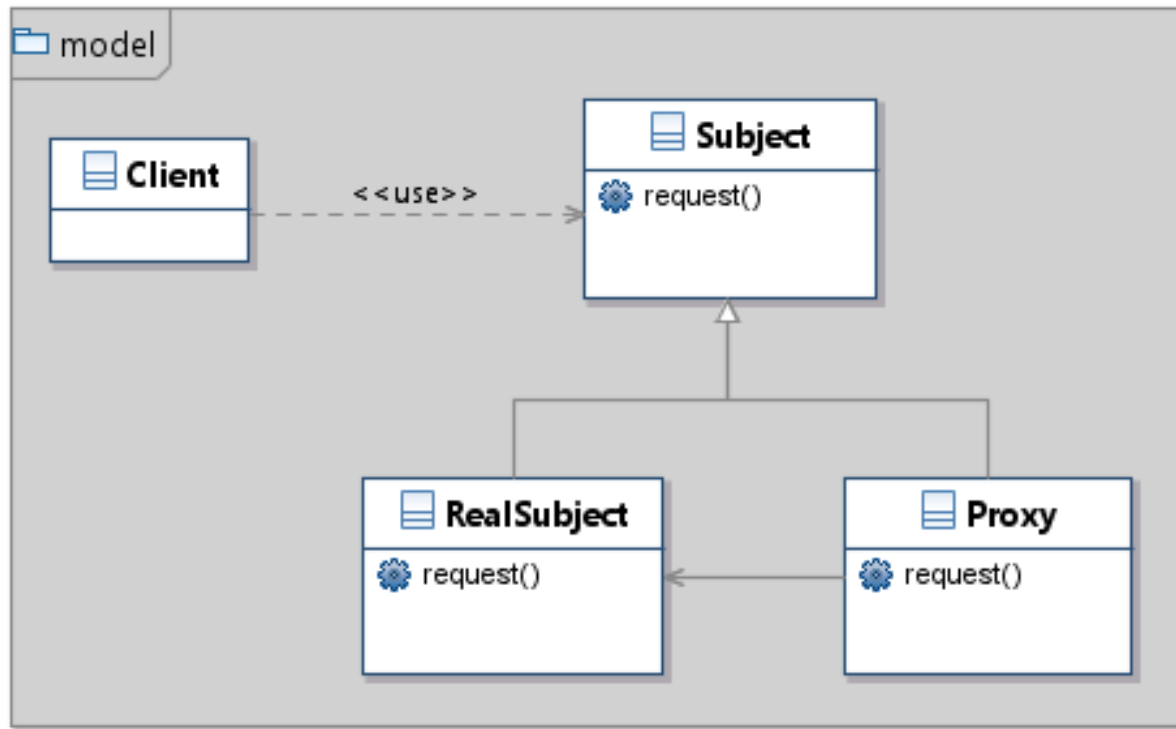 model
Client
<<use>>
Subject
request()
RealSubject
request()
Proxy
request()